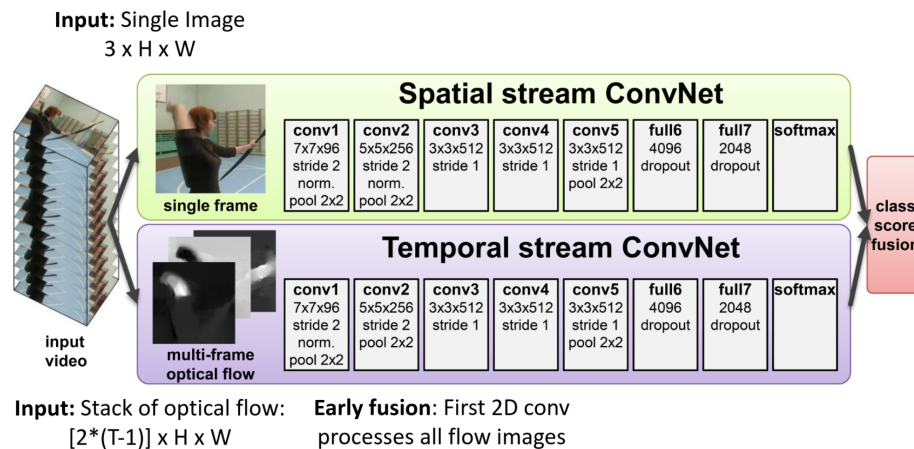 Input: Single Image
3 x H x W
Spatial stream ConvNet
conv1
7x7x96
stride 2
norm.
pool 2x2
conv2
5x5x256
stride 2
norm.
pool 2x2
conv3
3x3x512
stride 1
conv4
3x3x512
stride 1
conv5
3x3x512
stride 1
pool 2x2
full6
4096
dropout
full7
2048
dropout
softmax
single frame
Temporal stream ConvNet
conv1
7x7x96
stride 2
norm.
pool 2x2
conv2
5x5x256
stride 2
pool 2x2
conv3
3x3x512
stride 1
conv4
3x3x512
stride 1
conv5
3x3x512
stride 1
pool 2x2
full6
4096
dropout
full7
2048
dropout
softmax
multi-frame
optical flow
input
video
class
score
fusion
Input: Stack of optical flow:
[2*(T-1)] x H x W
Early fusion: First 2D conv
processes all flow images